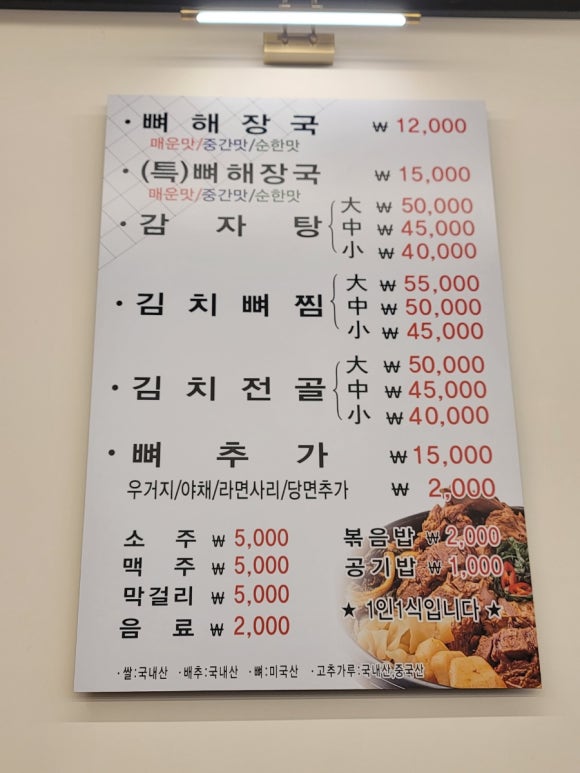 · 뼈 해 장 국 ₩ 12,000
매운맛/중간맛/순한맛
· (특)뼈해장국 ₩ 15,000
매운맛/중간맛/순한맛
· 감 자 탕 大 ₩ 50,000
中 ₩ 45,000
小 ₩ 40,000
· 김 치 뼈 찜 大 ₩ 55,000
中 ₩ 50,000
小 ₩ 45,000
· 김 치 전 골 大 ₩ 50,000
中 ₩ 45,000
小 ₩ 40,000
· 뼈 추 가 ₩ 15,000
우거지/야채/라면사리/당면추가 ₩ 2,000
소 주 ₩ 5,000
맥 주 ₩ 5,000
막걸리 ₩ 5,000
음 료 ₩ 2,000
볶음밥 ₩ 2,000
공기밥 ₩ 1,000
★ 1인1식입니다 ★
·쌀:국내산 ·배추:국내산 ·뼈:미국산 ·고추가루:국내산,중국산